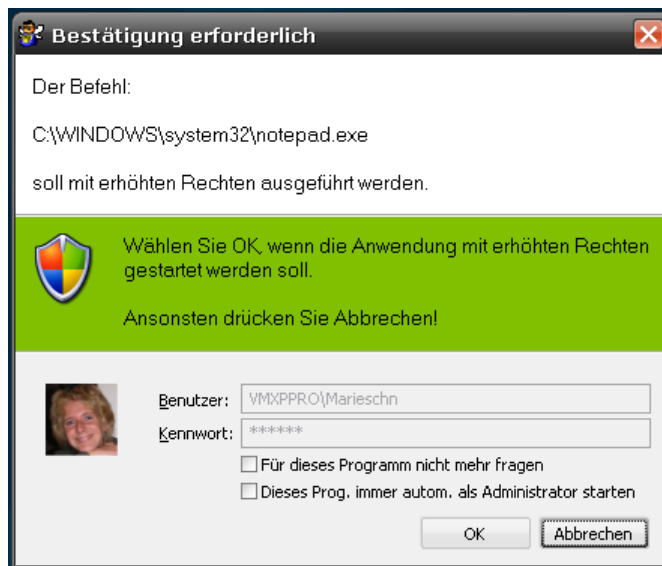 Bestätigung erforderlich
Der Befehl:
C:\WINDOWS\system32\notepad.exe
soll mit erhöhten Rechten ausgeführt werden.
Wählen Sie OK, wenn die Anwendung mit erhöhten Rechten
gestartet werden soll.
Ansonsten drücken Sie Abbrechen!
Benutzer: VMXPPRO\Marieschn
Kennwort: ******
Für dieses Programm nicht mehr fragen
Dieses Prog. immer autom. als Administrator starten
OK Abbrechen